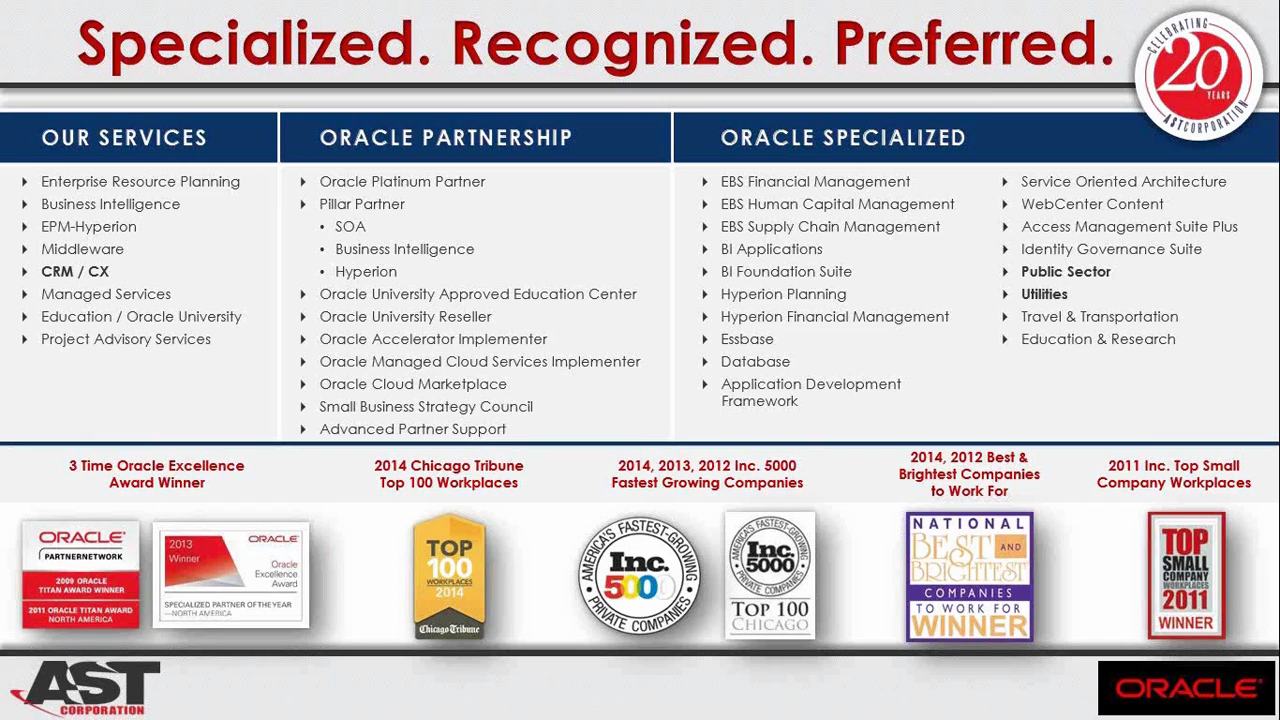 Specialized. Recognized. Preferred.
CELEBRATING
20
YEARS
ASTCORPORATION
OUR SERVICES
Enterprise Resource Planning
Business Intelligence
EPM-Hyperion
Middleware
CRM / CX
Managed Services
Education / Oracle University
Project Advisory Services
ORACLE PARTNERSHIP
Oracle Platinum Partner
Pillar Partner
SOA
Business Intelligence
Hyperion
Oracle University Approved Education Center
Oracle University Reseller
Oracle Accelerator Implementer
Oracle Managed Cloud Services Implementer
Oracle Cloud Marketplace
Small Business Strategy Council
Advanced Partner Support
ORACLE SPECIALIZED
EBS Financial Management
EBS Human Capital Management
EBS Supply Chain Management
BI Applications
BI Foundation Suite
Hyperion Planning
Hyperion Financial Management
Essbase
Database
Application Development
Framework
Service Oriented Architecture
WebCenter Content
Access Management Suite Plus
Identity Governance Suite
Public Sector
Utilities
Travel & Transportation
Education & Research
3 Time Oracle Excellence
Award Winner
ORACLE
PARTNERNETWORK
2009 ORACLE
TITAN AWARD WINNER
2011 ORACLE TITAN AWARD
NORTH AMERICA
2013
Winner
ORACLE
Oracle
Excellence
Award
SPECIALIZED PARTNER OF THE YEAR
—NORTH AMERICA
2014 Chicago Tribune
Top 100 Workplaces
TOP
100
WORKPLACES
2014
Chicago Tribune
2014, 2013, 2012 Inc. 5000
Fastest Growing Companies
AMERICA'S FASTEST-GROWING
Inc.
5000
PRIVATE COMPANIES
AMERICA'S FASTEST-GROWING
Inc.
5000
PRIVATE COMPANIES
TOP 100
CHICAGO
2014, 2012 Best &
Brightest Companies
to Work For
NATIONAL
BEST AND
BRIGHTEST
COMPANIES
TO WORK FOR
WINNER
2011 Inc. Top Small
Company Workplaces
TOP
SMALL
COMPANY
WORKPLACES
2011
WINNER
AST
CORPORATION
ORACLE